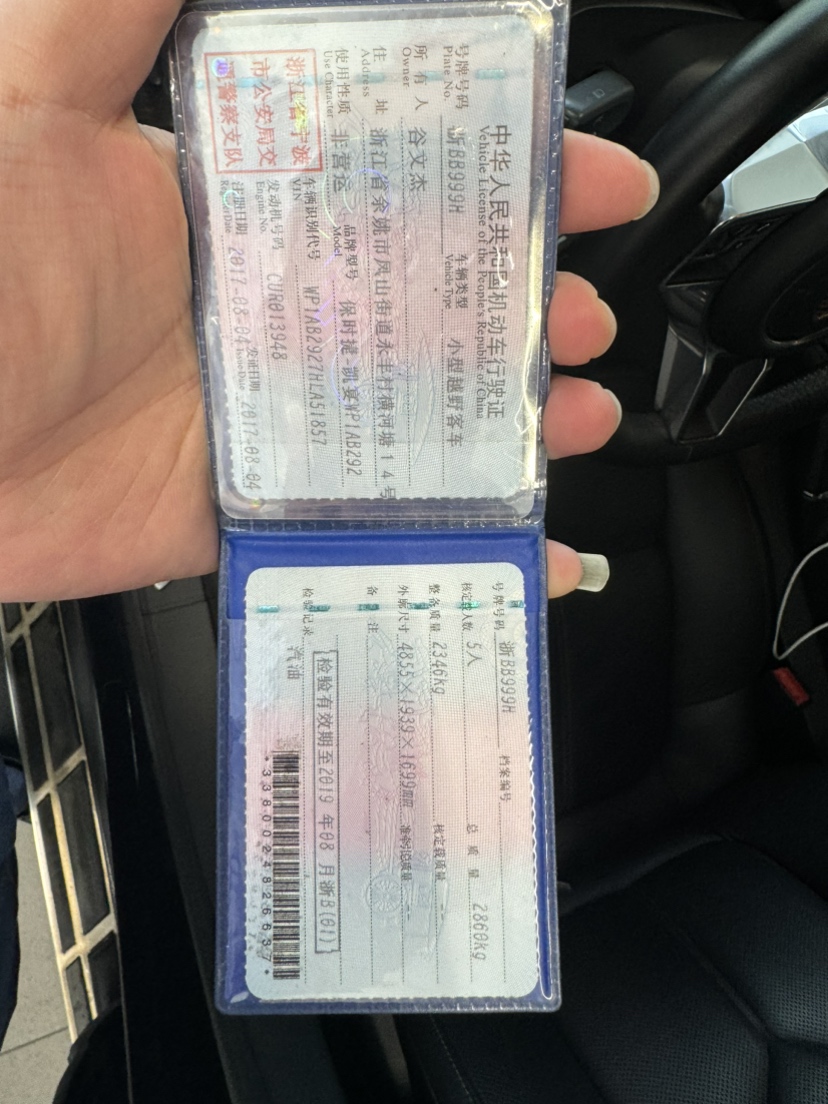 中华人民共和国机动车行驶证
Vehicle License of the People's Republic of China
号牌号码 浙BB999H 车辆类型 小型越野客车
Plate No. Vehicle Type
所有人 谷文杰
Owner
住址 浙江省余姚市凤山街道永丰村横河塘14号
Address
使用性质 非营运 品牌型号 保时捷-凯宴WP1AB292
Use Character Model
浙江省宁波
市公安局交
通警察支队
车辆识别代号 WP1AB2927HLA51857
VIN
发动机号码 CUR013948
Engine No.
注册日期 2017-08-04 发证日期 2017-08-04
Register Date Issue Date
号牌号码 浙BB999H 档案编号
核定载人数 5人 总质量 2860kg
整备质量 2346kg 核定载质量 --
外廓尺寸 4855×1939×1699mm 准牵引总质量 --
备注
检验有效期至2019年08月浙B(01)
检验记录 汽油
*3380024826637*